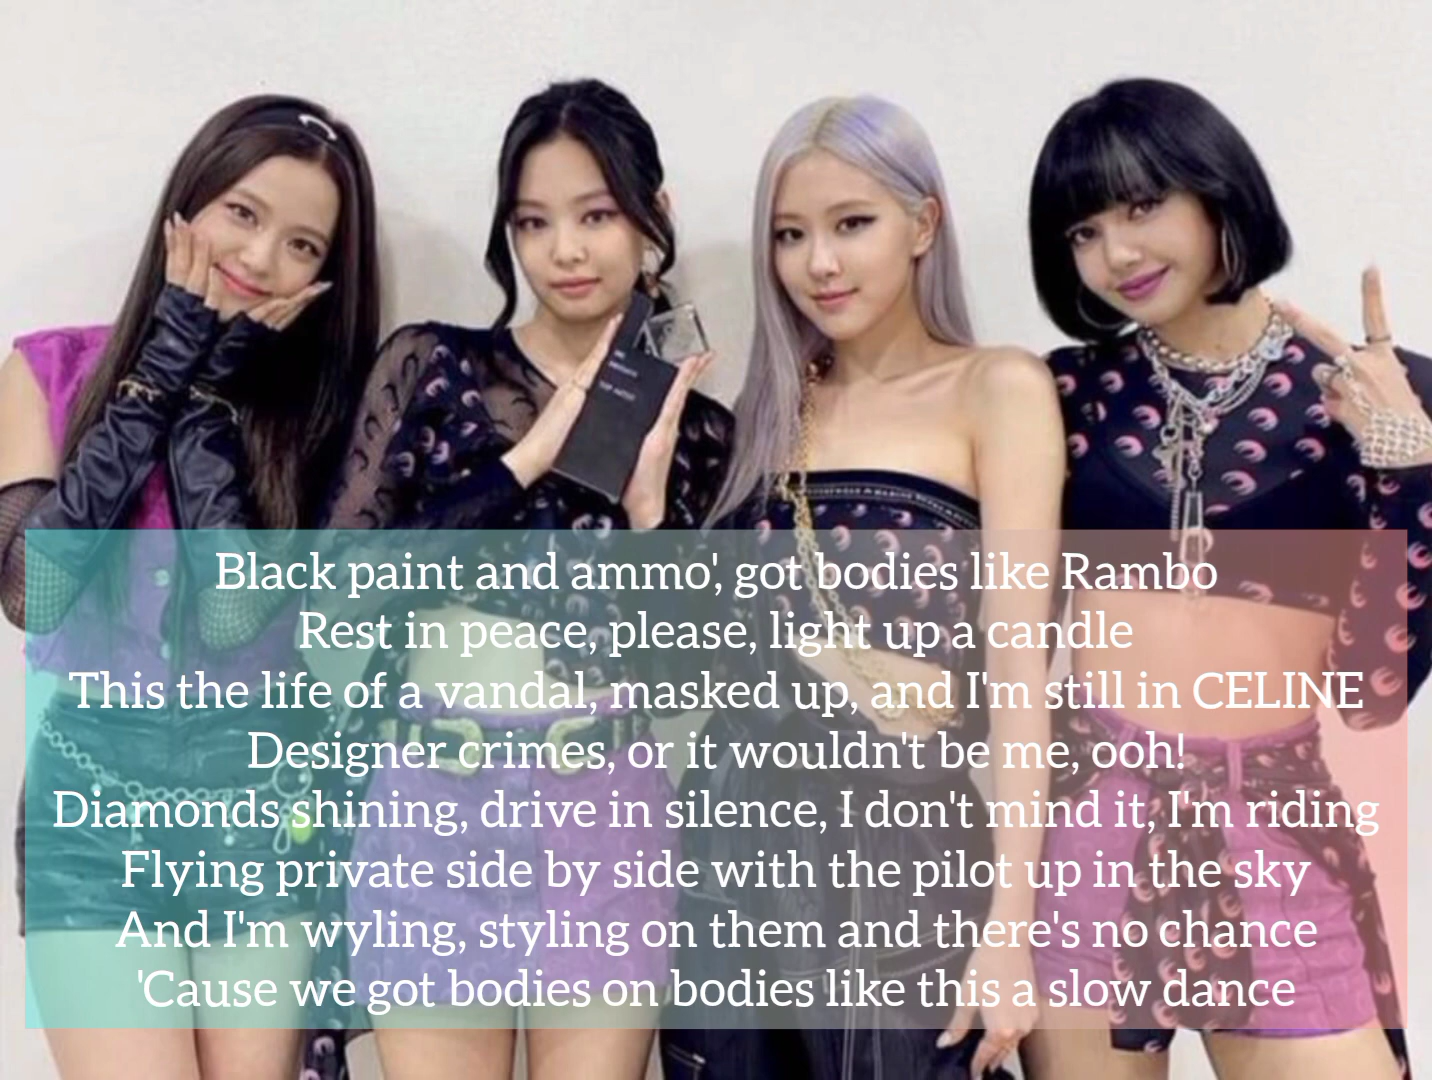 Black paint and ammo', got bodies like Rambo
Rest in peace, please, light up a candle
This the life of a vandal, masked up, and I'm still in CELINE
Designer crimes, or it wouldn't be me, ooh!
Diamonds shining, drive in silence, I don't mind it, I'm riding
Flying private side by side with the pilot up in the sky
And I'm wyling, styling on them and there's no chance
'Cause we got bodies on bodies like this a slow dance